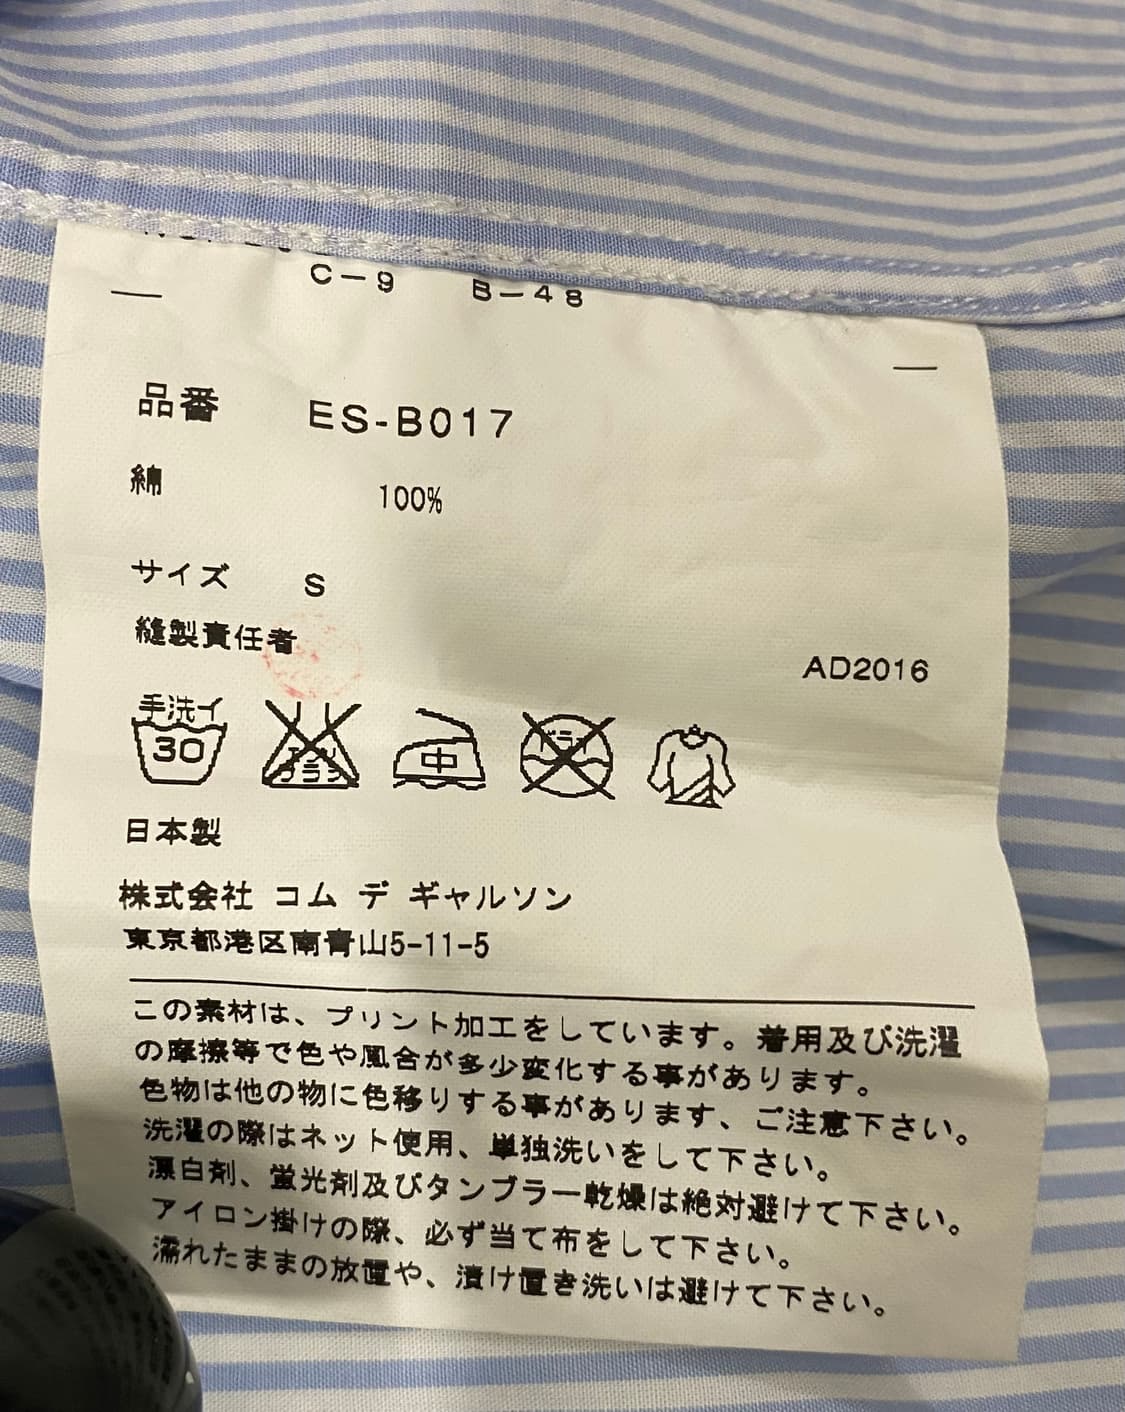 C-9 B-48
品番 ES-B017
綿 100%
サイズ S
縫製責任者
AD2016
手洗イ
30
エンソ
サラシ
中
ドライ
日本製
株式会社 コム デ ギャルソン
東京都港区南青山5-11-5
この素材は、プリント加工をしています。着用及び洗濯
の摩擦等で色や風合が多少変化する事があります。
色物は他の物に色移りする事があります、ご注意下さい。
洗濯の際はネット使用、単独洗いをして下さい。
漂白剤、蛍光剤及びタンブラー乾燥は絶対避けて下さい。
アイロン掛けの際、必ず当て布をして下さい。
濡れたままの放置や、漬け置き洗いは避けて下さい。